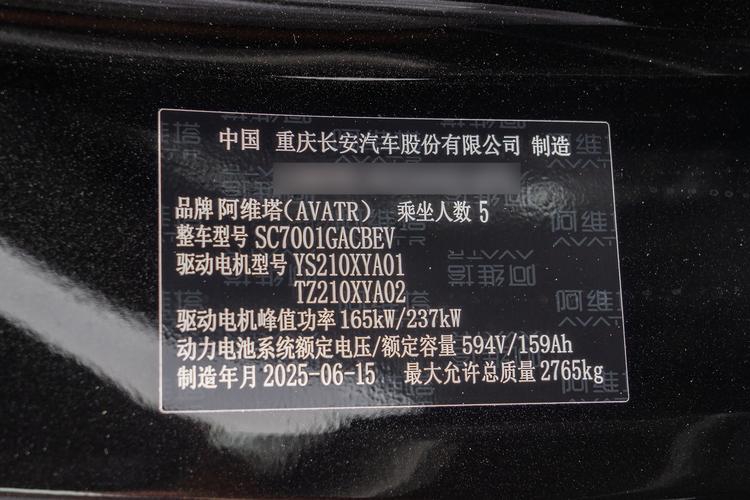 中国 重庆长安汽车股份有限公司 制造
品牌 阿维塔(AVATR) 乘坐人数 5
整车型号 SC7001GACBEV
驱动电机型号 YS210XYA01
TZ210XYA02
驱动电机峰值功率 165kW/237kW
动力电池系统额定电压/额定容量 594V/159Ah
制造年月 2025-06-15 最大允许总质量 2765kg